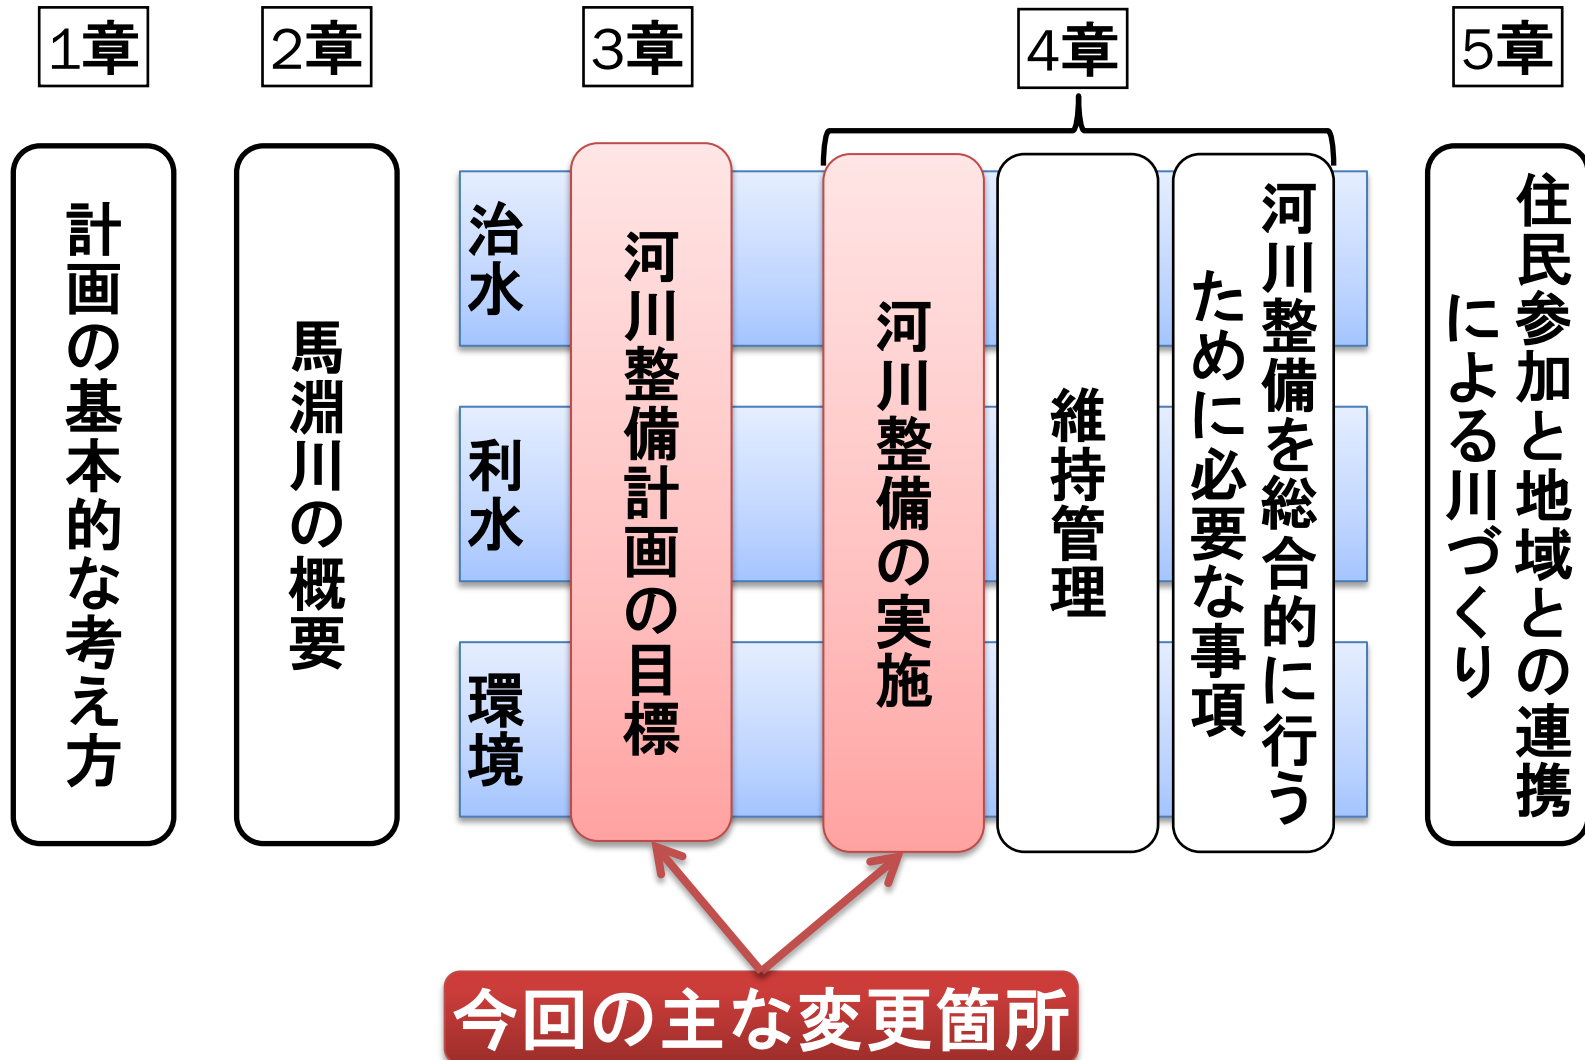 1章
2章
3章
4章
5章
計画の基本的な考え方
馬淵川の概要
治水
利水
環境
河川整備計画の目標
河川整備の実施
維持管理
河川整備を総合的に行う
ために必要な事項
住民参加と地域との連携
による川づくり
今回の主な変更箇所